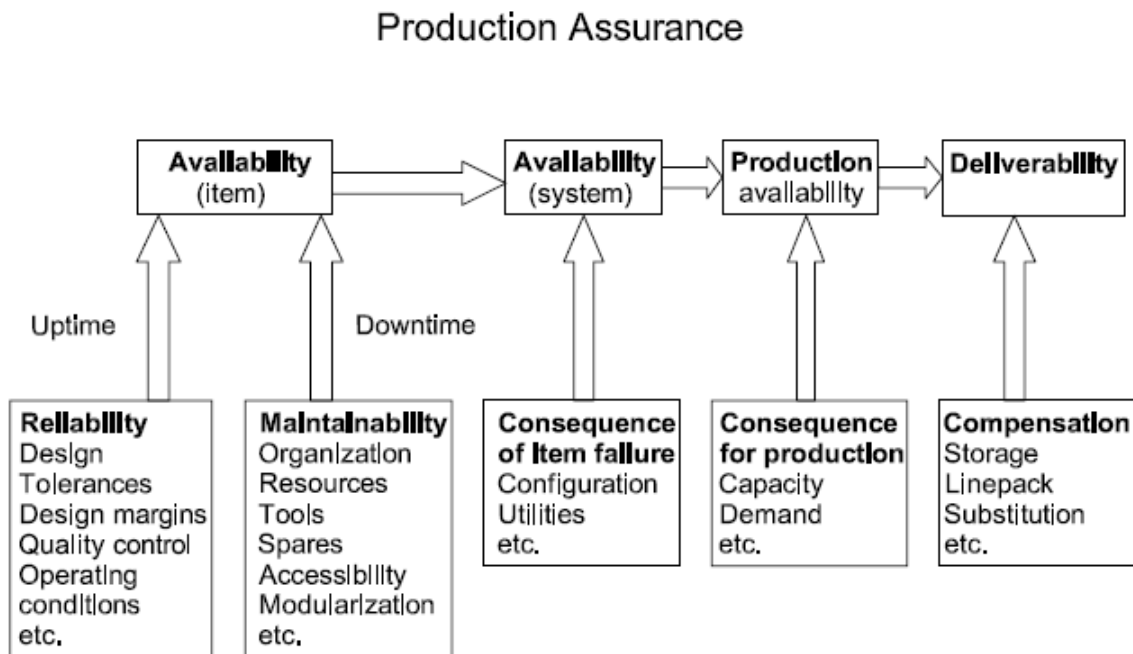 Production Assurance
Availability
(item)
Availability
(system)
Production
availability
Deliverability
Uptime
Downtime
Reliability
Design
Tolerances
Design margins
Quality control
Operating
conditions
etc.
Maintainability
Organization
Resources
Tools
Spares
Accessibility
Modularization
etc.
Consequence
of item failure
Configuration
Utilities
etc.
Consequence
for production
Capacity
Demand
etc.
Compensation
Storage
Linepack
Substitution
etc.